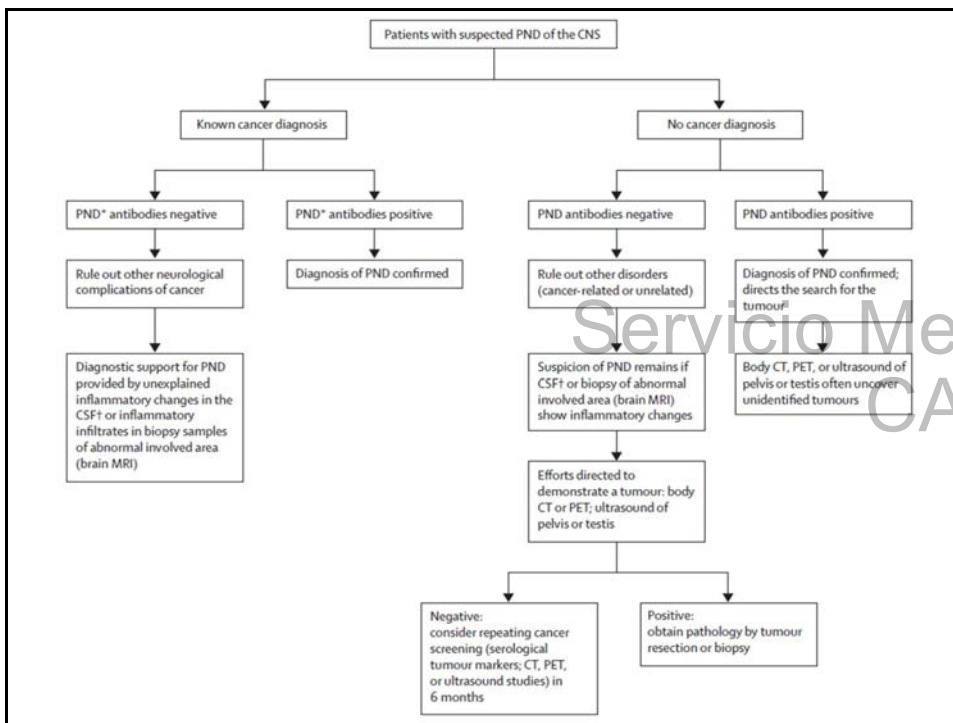 Patients with suspected PND of the CNS
Known cancer diagnosis
No cancer diagnosis
PND* antibodies negative
PND* antibodies positive
PND antibodies negative
PND antibodies positive
Rule out other neurological
complications of cancer
Diagnosis of PND confirmed
Rule out other disorders
(cancer-related or unrelated)
Diagnosis of PND confirmed;
directs the search for the
tumour
Diagnostic support for PND
provided by unexplained
inflammatory changes in the
CSF† or inflammatory
infiltrates in biopsy samples
of abnormal involved area
(brain MRI)
Suspicion of PND remains if
CSF† or biopsy of abnormal
involved area (brain MRI)
show inflammatory changes
Body CT, PET, or ultrasound of
pelvis or testis often uncover
unidentified tumours
Efforts directed to
demonstrate a tumour: body
CT or PET; ultrasound of
pelvis or testis
Negative:
consider repeating cancer
screening (serological
tumour markers; CT, PET,
or ultrasound studies) in
6 months
Positive:
obtain pathology by tumour
resection or biopsy
Servicio Me
CA